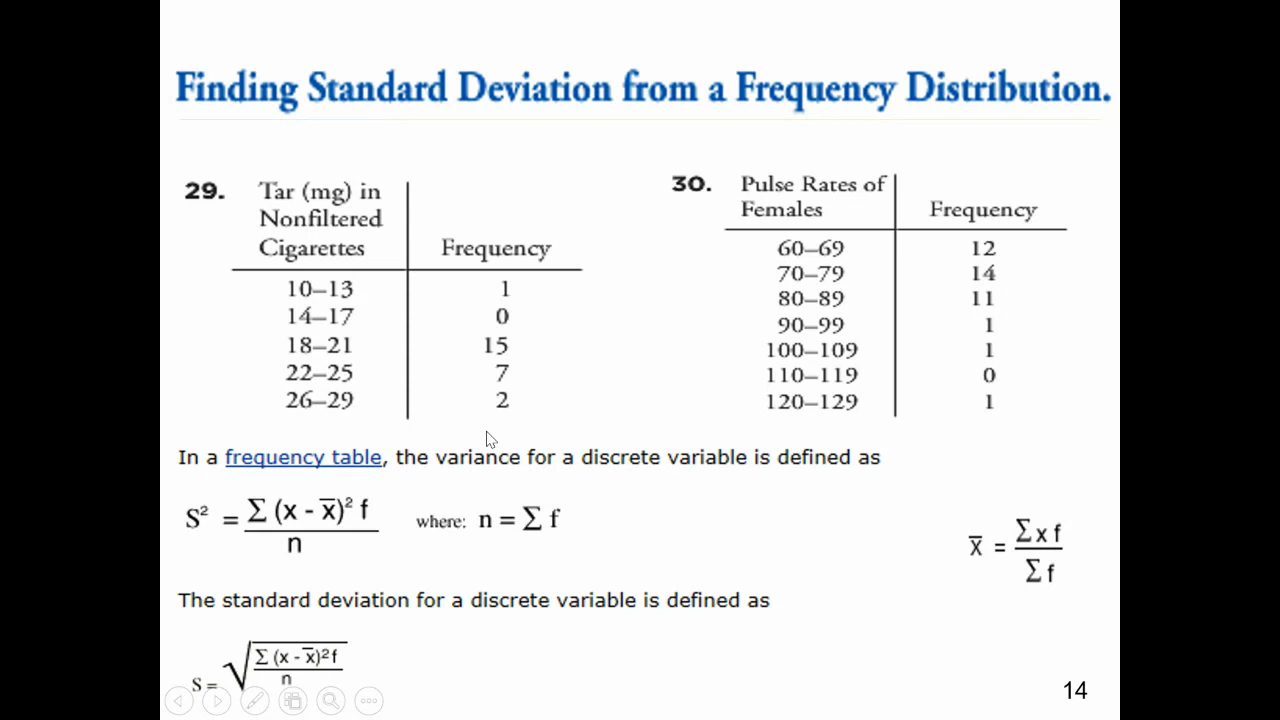 Finding Standard Deviation from a Frequency Distribution.
29. Tar (mg) in
Nonfiltered
Cigarettes Frequency
10–13 1
14–17 0
18–21 15
22–25 7
26–29 2
30. Pulse Rates of
Females Frequency
60–69 12
70–79 14
80–89 11
90–99 1
100–109 1
110–119 0
120–129 1
In a frequency table, the variance for a discrete variable is defined as
S² = Σ (x - x̅)² f / n where: n = Σ f
x̅ = Σ x f / Σ f
The standard deviation for a discrete variable is defined as
S = √(Σ (x - x̅)² f / n)
14